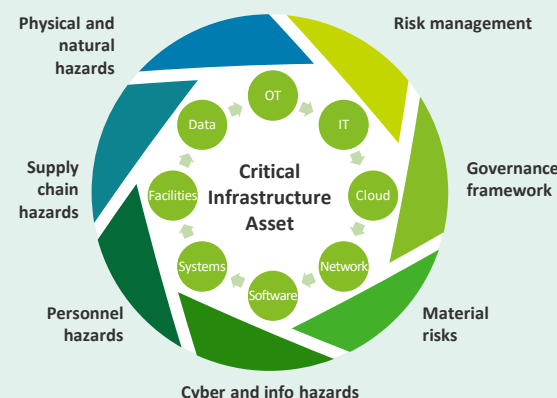 Physical and
natural
hazards
Risk management
OT
Data
IT
Critical
Infrastructure
Asset
Supply
chain
hazards
Facilities
Cloud
Governance
framework
Systems
Network
Software
Personnel
hazards
Material
risks
Cyber and info hazards